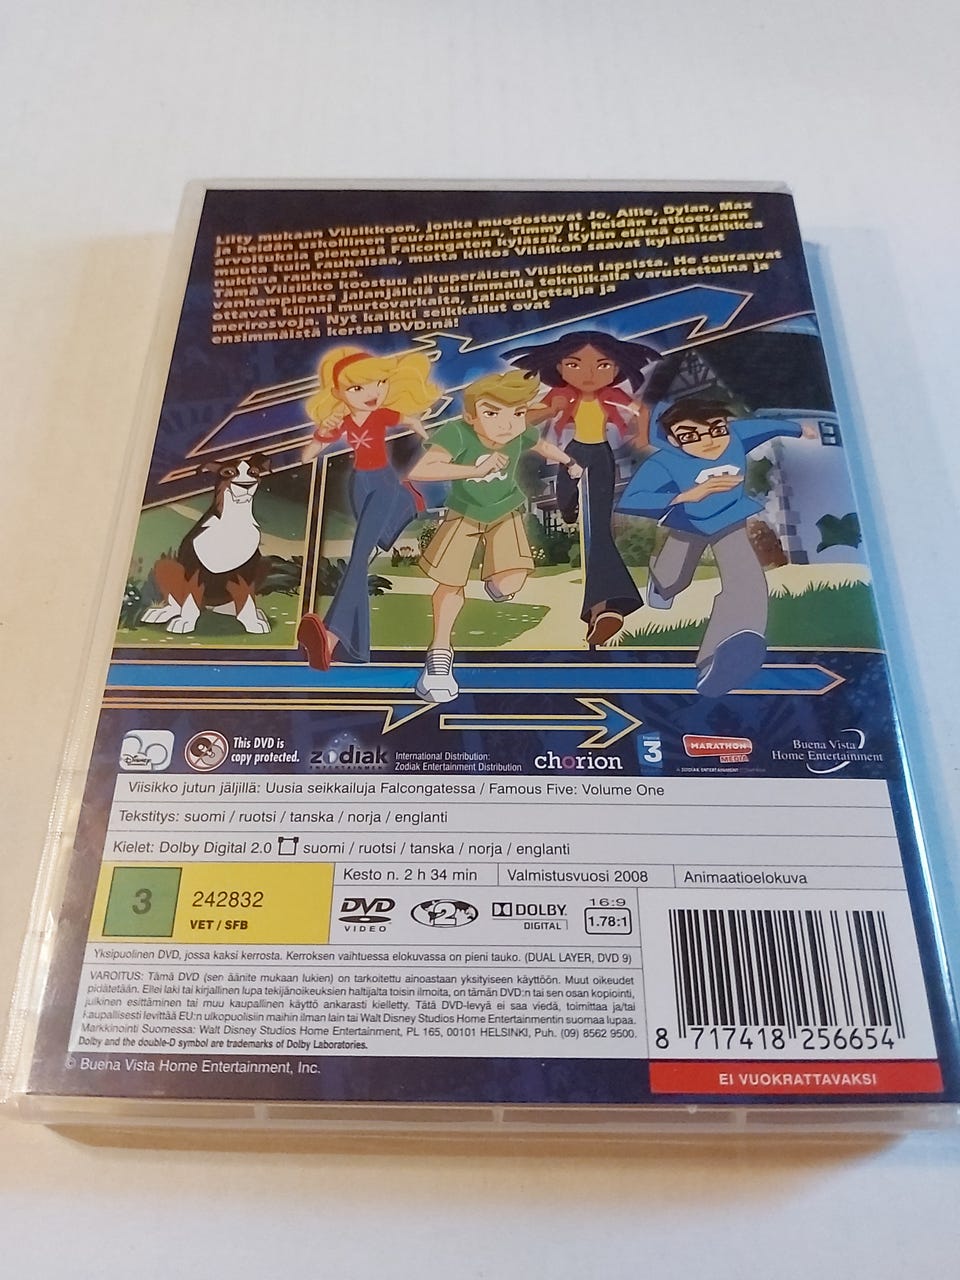 Liity mukaan Viisikkoon, jonka muodostavat Jo, Allie, Dylan, Max
ja heidän uskollinen seuralaisensa, Timmy II, heidän ratkoessaan
arvoituksia pienessä Falcongaten kylässä. Kylän elämä on kaikkea
muuta kuin rauhaisaa, mutta kiitos Viisikon saavat kyläläiset
nukkua rauhassa.
Tämä Viisikko koostuu alkuperäisen Viisikon lapsista. He seuraavat
vanhempiensa jalanjälkiä uusimmalla tekniikalla varustettuina ja
ottavat kiinni murtovarkaita, salakuljettajia ja
merirosvoja. Nyt kaikki seikkailut ovat
ensimmäistä kertaa DVD:nä!
Disney
DVD
This DVD is
copy protected.
zodiak
ENTERTAINMENT
International Distribution:
Zodiak Entertainment Distribution
chorion
france
3
MARATHON
MEDIA
A ZODIAK ENTERTAINMENT
Buena Vista
Home Entertainment
Viisikko jutun jäljillä: Uusia seikkailuja Falcongatessa / Famous Five: Volume One
Tekstitys: suomi / ruotsi / tanska / norja / englanti
Kielet: Dolby Digital 2.0 suomi / ruotsi / tanska / norja / englanti
Kesto n. 2 h 34 min
Valmistusvuosi 2008
Animaatioelokuva
3
242832
VET / SFB
DVD
VIDEO
2
DOLBY
DIGITAL
16:9
1.78:1
Yksipuolinen DVD, jossa kaksi kerrosta. Kerroksen vaihtuessa elokuvassa on pieni tauko. (DUAL LAYER, DVD 9)
VAROITUS: Tämä DVD (sen äänite mukaan lukien) on tarkoitettu ainoastaan yksityiseen käyttöön. Muut oikeudet
pidätetään. Ellei laki tai kirjallinen lupa tekijänoikeuksien haltijalta toisin ilmoita, on tämän DVD:n tai sen osan kopiointi,
julkinen esittäminen tai muu kaupallinen käyttö ankarasti kielletty. Tätä DVD-levyä ei saa viedä, toimittaa ja/tai
kaupallisesti levittää EU:n ulkopuolisiin maihin ilman lain tai Walt Disney Studios Home Entertainmentin suomaa lupaa.
Markkinointi Suomessa: Walt Disney Studios Home Entertainment, PL 165, 00101 HELSINKI, Puh. (09) 8562 9500.
Dolby and the double-D symbol are trademarks of Dolby Laboratories.
8 717418 256654
© Buena Vista Home Entertainment, Inc.
EI VUOKRATTAVAKSI